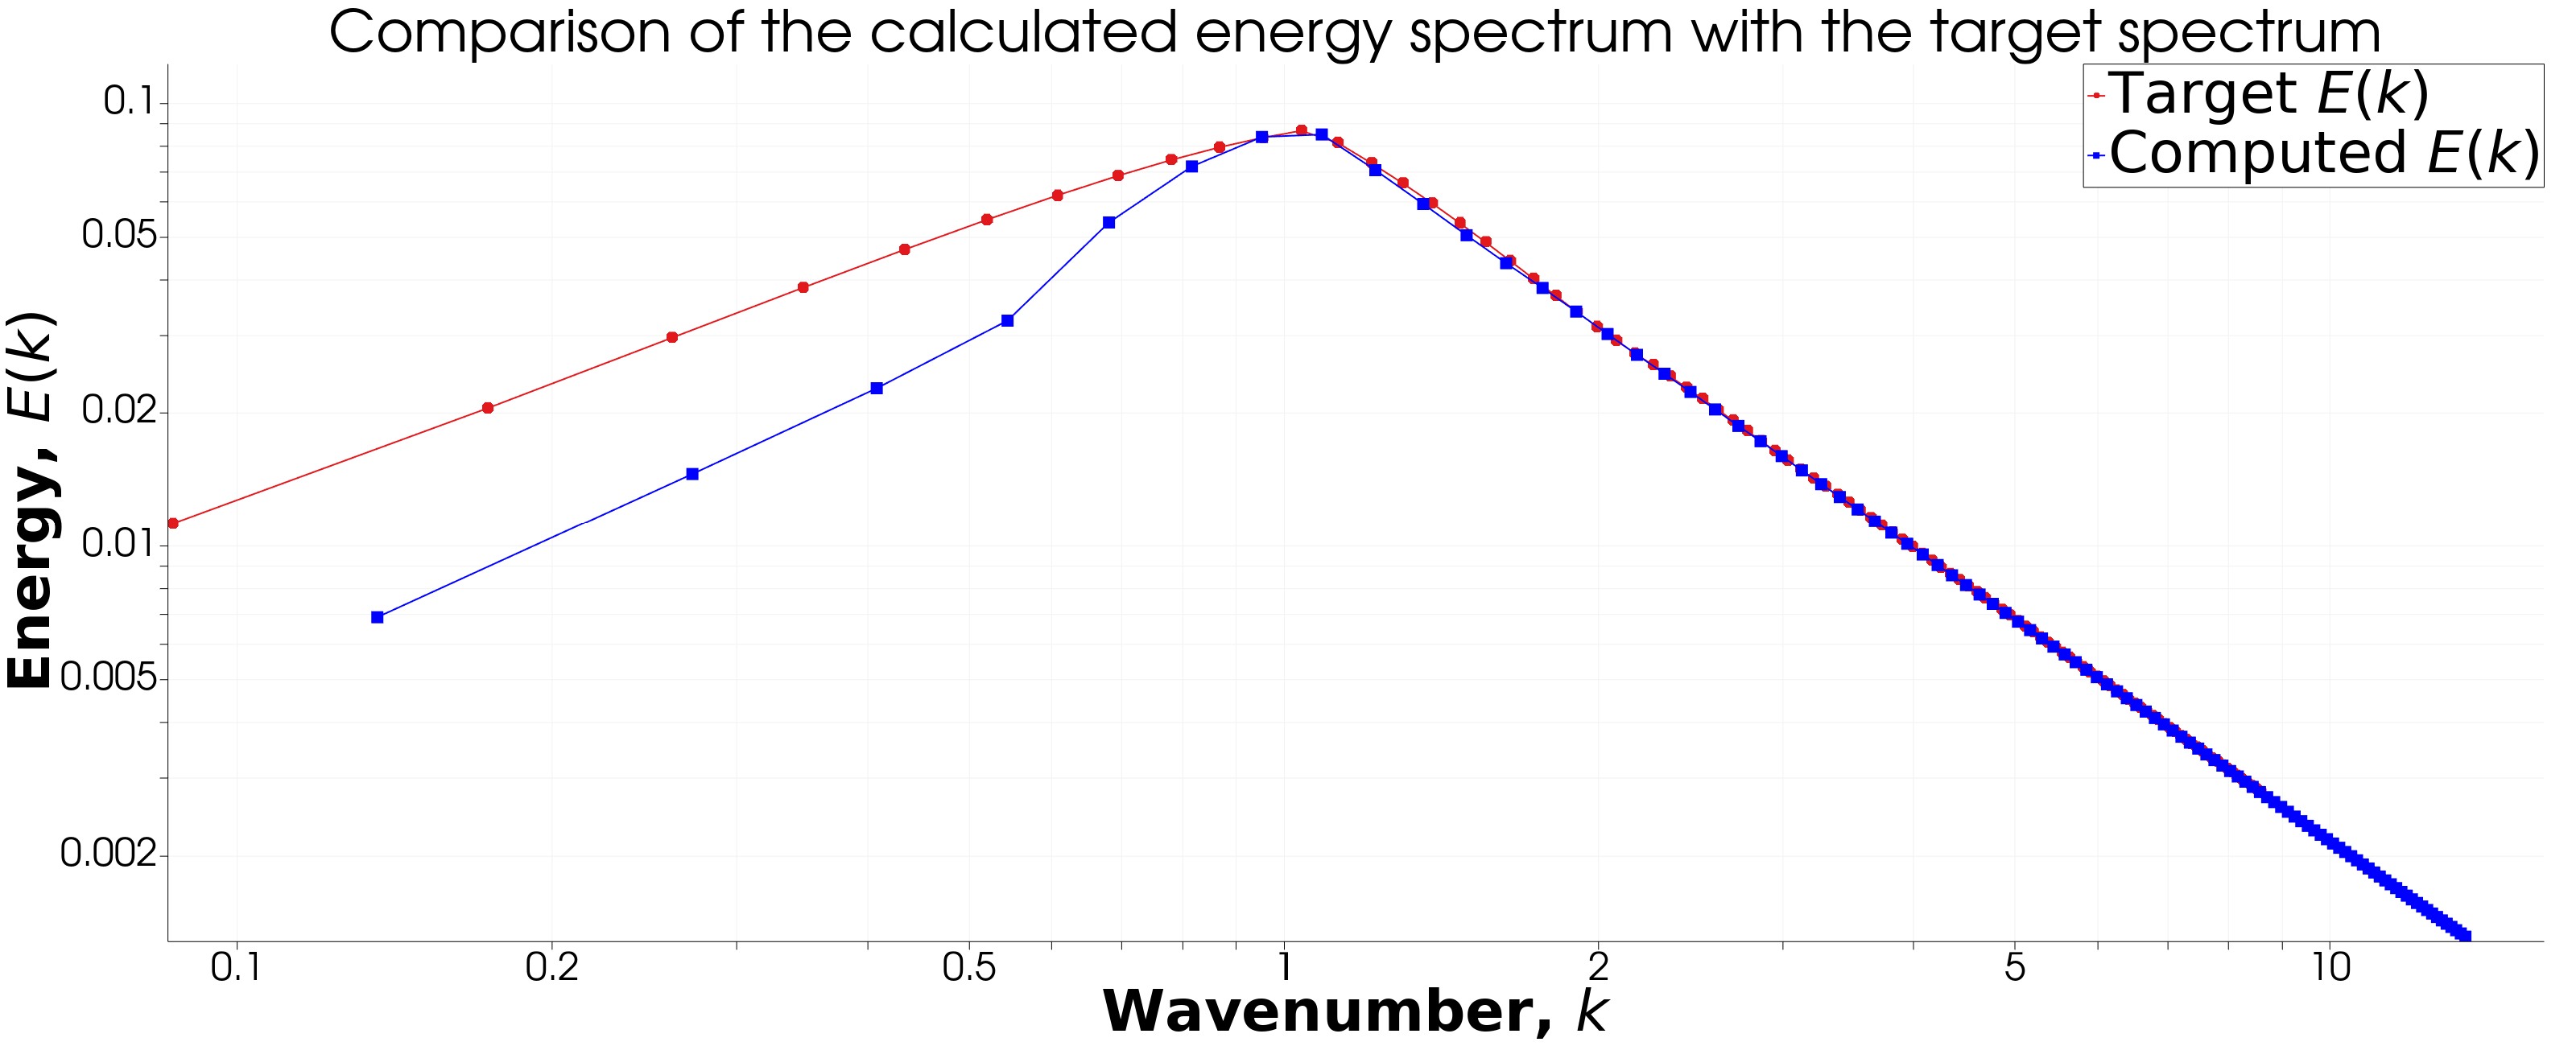 Comparison of the calculated energy spectrum with the target spectrum
Target E(k)
Computed E(k)
Energy, E(k)
0.1
0.05
0.02
0.01
0.005
0.002
0.1 0.2 0.5 1 2 5 10
Wavenumber, k